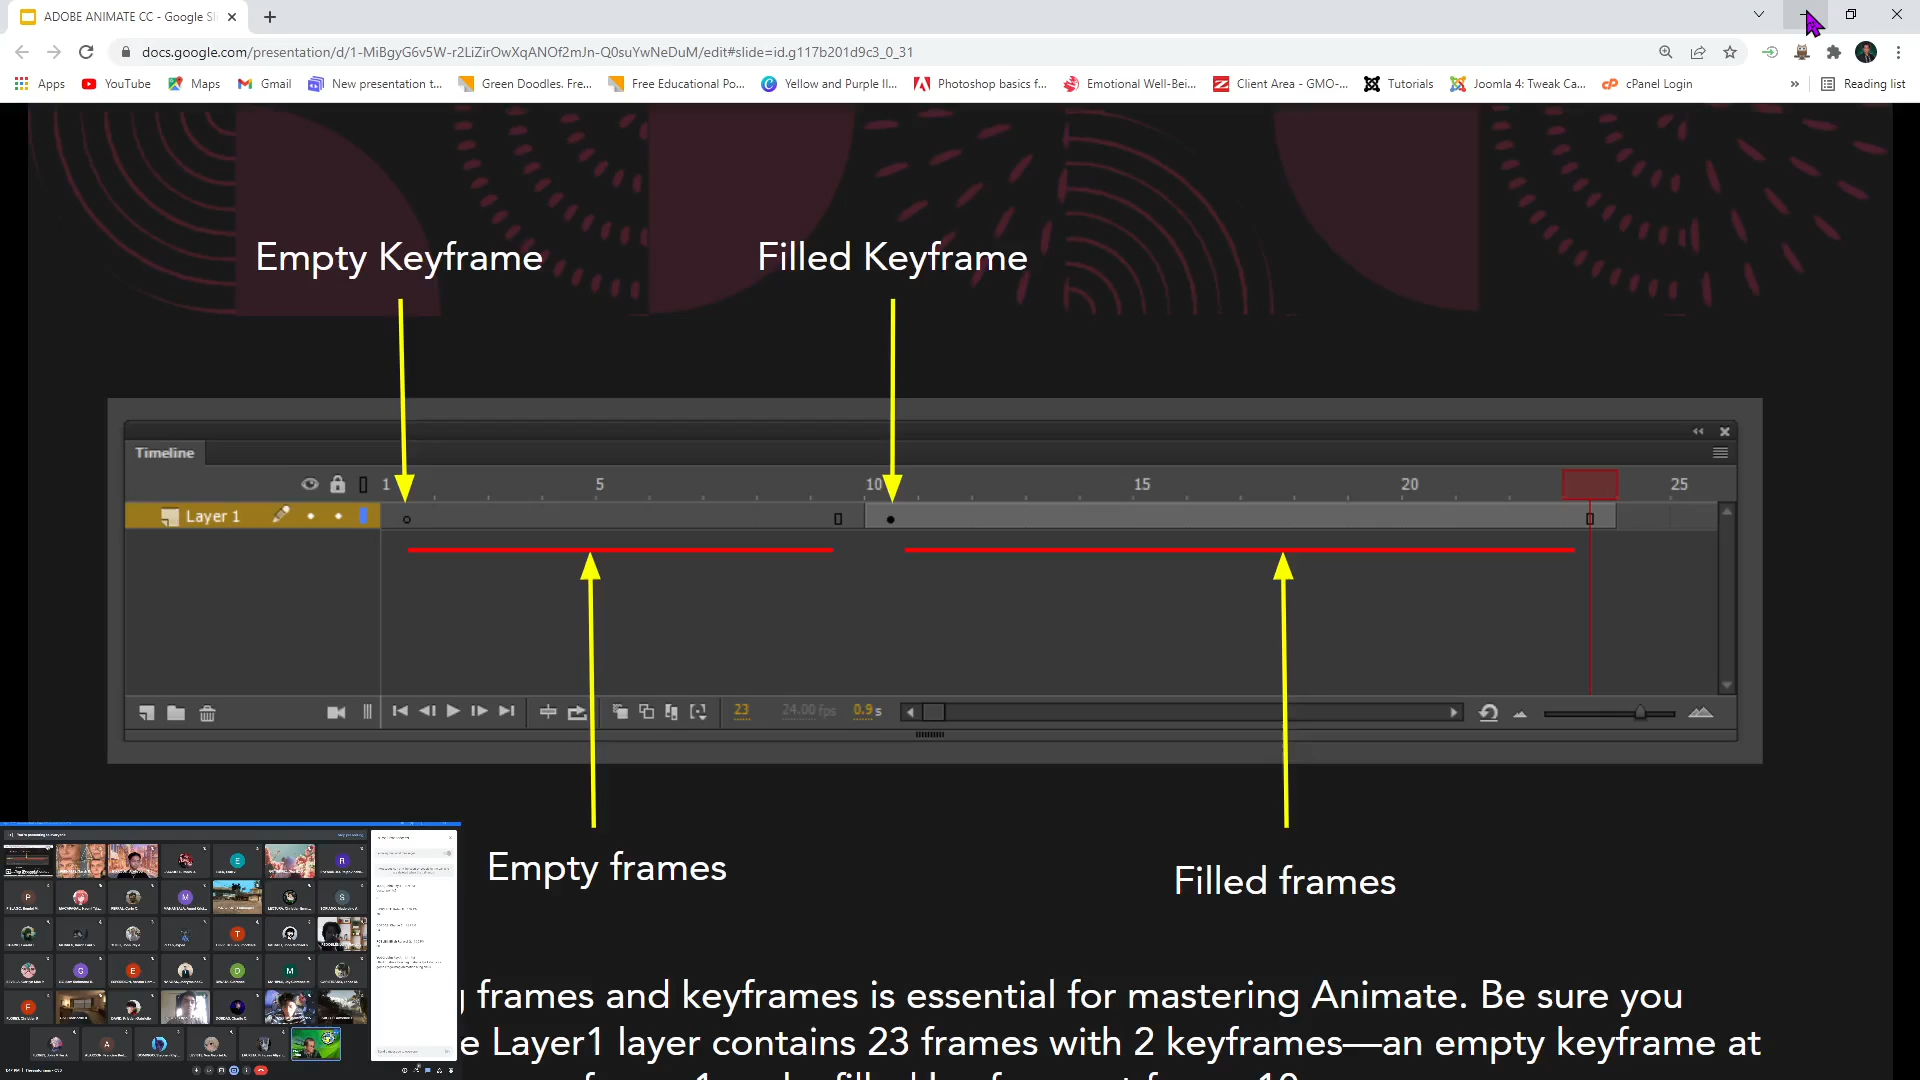 ADOBE ANIMATE CC - Google Sl
docs.google.com/presentation/d/1-MiBgyG6v5W-r2LiZirOwXqANOf2mJn-Q0suYwNeDuM/edit#slide=id.g117b201d9c3_0_31
Apps YouTube Maps Gmail New presentation t... Green Doodles. Fre... Free Educational Po... Yellow and Purple Il... Photoshop basics f... Emotional Well-Bei... Client Area - GMO-... Tutorials Joomla 4: Tweak Ca... cPanel Login » Reading list
Empty Keyframe Filled Keyframe
Timeline
1 5 10 15 20 25
Layer 1
23 24.00 fps 0.9 s
Empty frames Filled frames
frames and keyframes is essential for mastering Animate. Be sure you
Layer1 layer contains 23 frames with 2 keyframes—an empty keyframe at